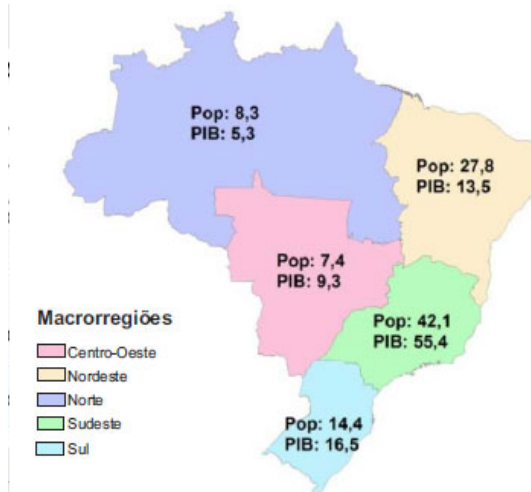 Pop: 8,3
PIB: 5,3
Pop: 27,8
PIB: 13,5
Pop: 7,4
PIB: 9,3
Pop: 42,1
PIB: 55,4
Pop: 14,4
PIB: 16,5
Macrorregiões
Centro-Oeste
Nordeste
Norte
Sudeste
Sul